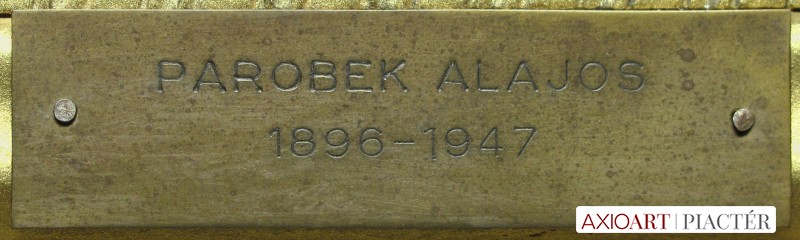 PAROBEK ALAJOS
1896-1947
AXIOART | PIACTÉR